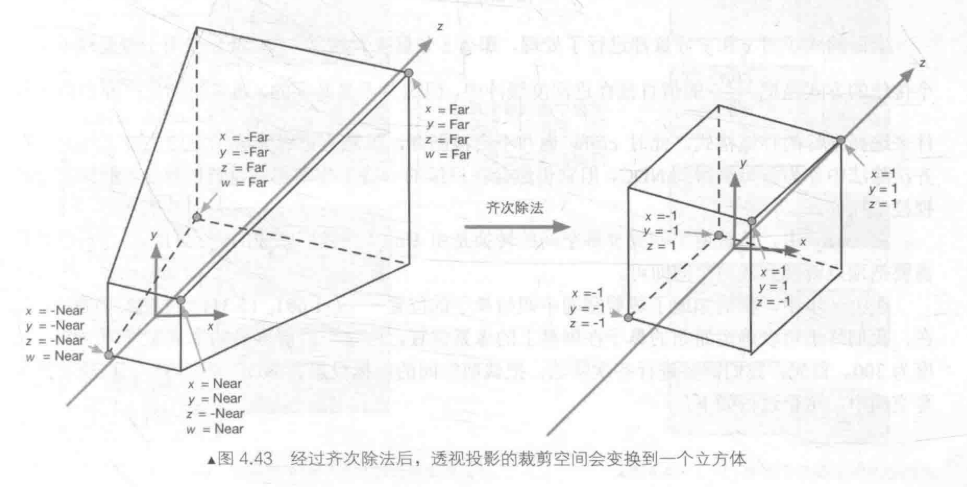 z
x = Far
y = Far
z = Far
w = Far
x = -Far
y = -Far
z = Far
w = Far
x = -Near
y = -Near
z = -Near
w = Near
x = Near
y = Near
z = -Near
w = Near
齐次除法
z
y
x
x=1
y = 1
z = 1
x =-1
y = -1
z = 1
x =1
y = 1
z = -1
x =-1
y = -1
z = -1
▲图 4.43 经过齐次除法后，透视投影的裁剪空间会变换到一个立方体